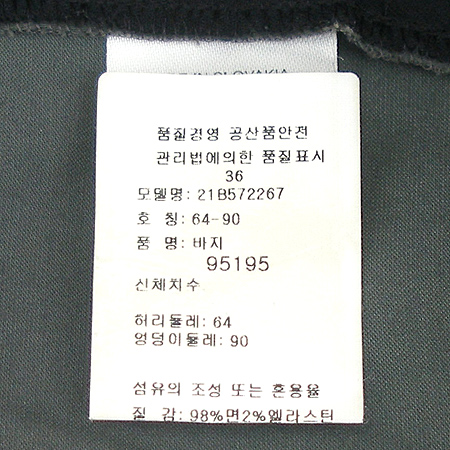 IN SLOVAKIA
품질경영 공산품안전
관리법에의한 품질표시
36
모델명: 21B572267
호 칭: 64-90
품 명: 바지
95195
신체치수
허리둘레: 64
엉덩이둘레: 90
섬유의 조성 또는 혼용율
질 감: 98%면2%엘라스틴